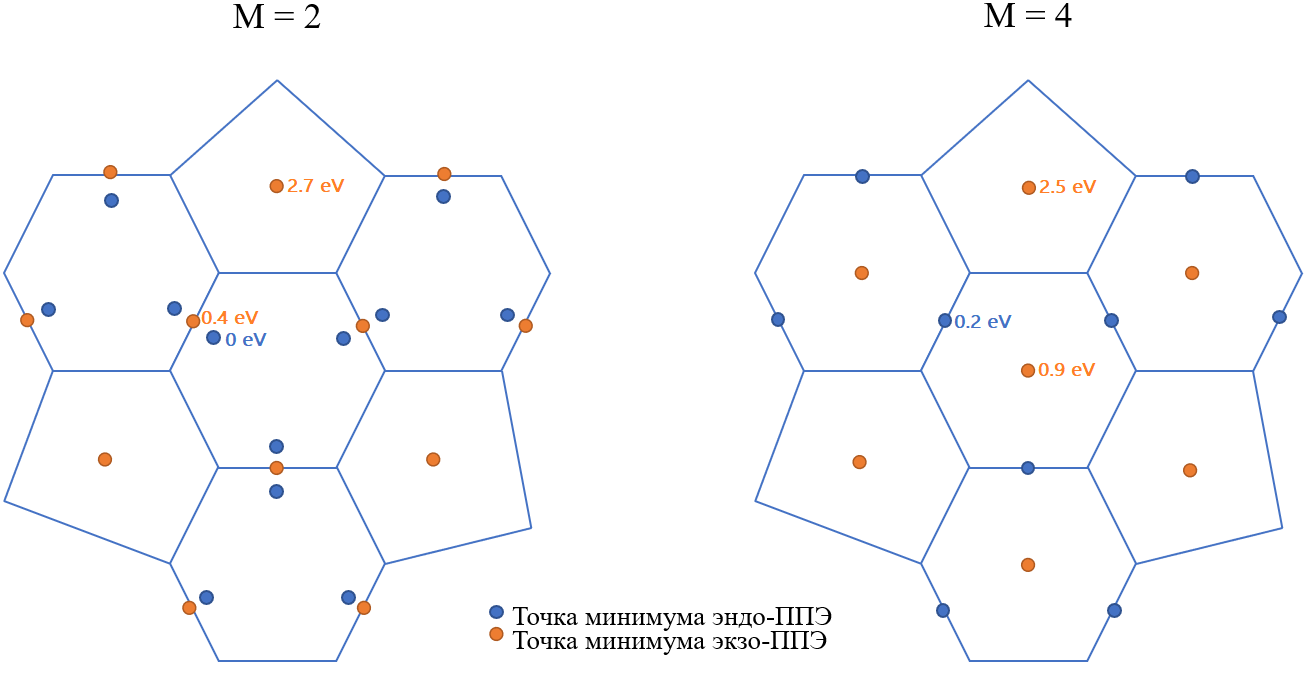 M = 2
M = 4
2.7 eV
2.5 eV
0.4 eV
0 eV
0.2 eV
0.9 eV
Точка минимума эндо-ППЭ
Точка минимума экзо-ППЭ